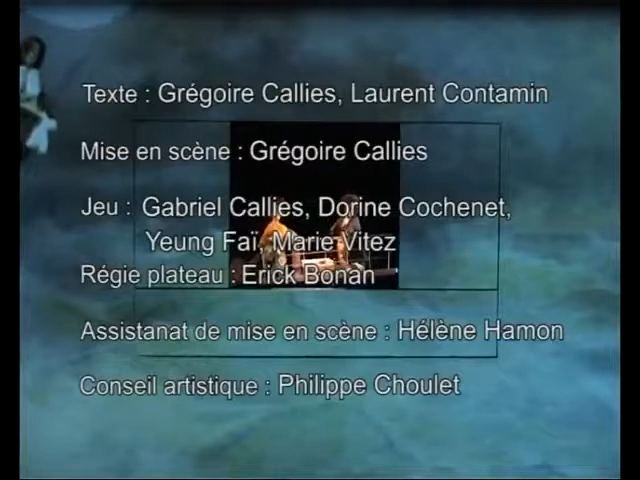 Texte : Grégoire Callies, Laurent Contamin
Mise en scène : Grégoire Callies
Jeu : Gabriel Callies, Dorine Cochenet,
Yeung Faï, Marie Vitez
Régie plateau : Erick Bonan
Assistanat de mise en scène : Hélène Hamon
Conseil artistique : Philippe Choulet